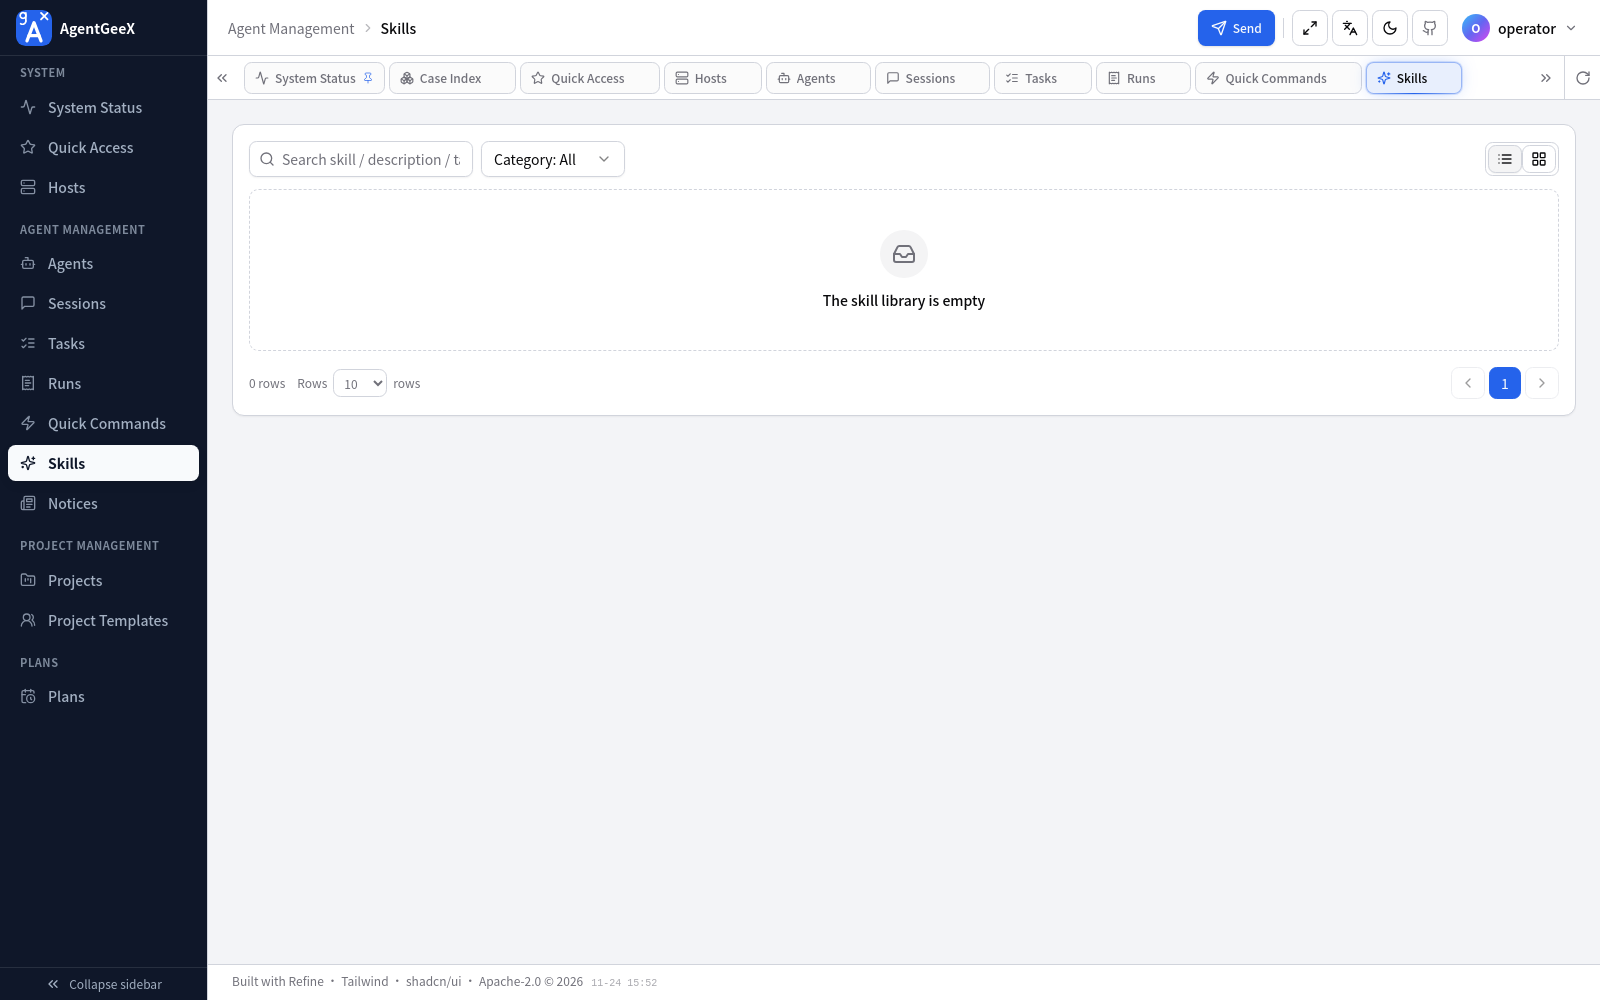 AgentGeeX
SYSTEM
System Status
Quick Access
Hosts
AGENT MANAGEMENT
Agents
Sessions
Tasks
Runs
Quick Commands
Skills
Notices
PROJECT MANAGEMENT
Projects
Project Templates
PLANS
Plans
Collapse sidebar
Agent Management > Skills
Send
O operator
System Status
Case Index
Quick Access
Hosts
Agents
Sessions
Tasks
Runs
Quick Commands
Skills
Search skill / description / t
Category: All
The skill library is empty
0 rows Rows 10 rows
1
Built with Refine • Tailwind • shadcn/ui • Apache-2.0 © 2026 11-24 15:52